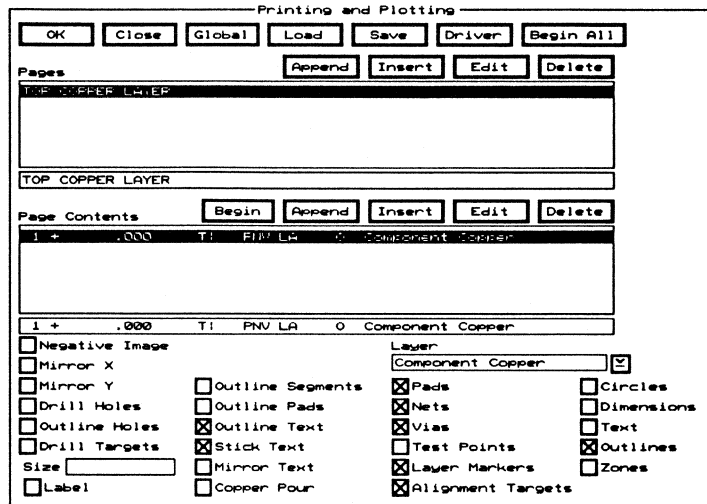 Printing and Plotting
OK Close Global Load Save Driver Begin All
Pages Append Insert Edit Delete
TOP COPPER LAYER
TOP COPPER LAYER
Page Contents Begin Append Insert Edit Delete
1 + .000 T| PNV LA O Component Copper
1 + .000 T| PNV LA O Component Copper
Negative Image Layer
Mirror X Component Copper
Mirror Y Outline Segments Pads Circles
Drill Holes Outline Pads Nets Dimensions
Outline Holes Outline Text Vias Text
Drill Targets Stick Text Test Points Outlines
Size Mirror Text Layer Markers Zones
Label Copper Pour Alignment Targets